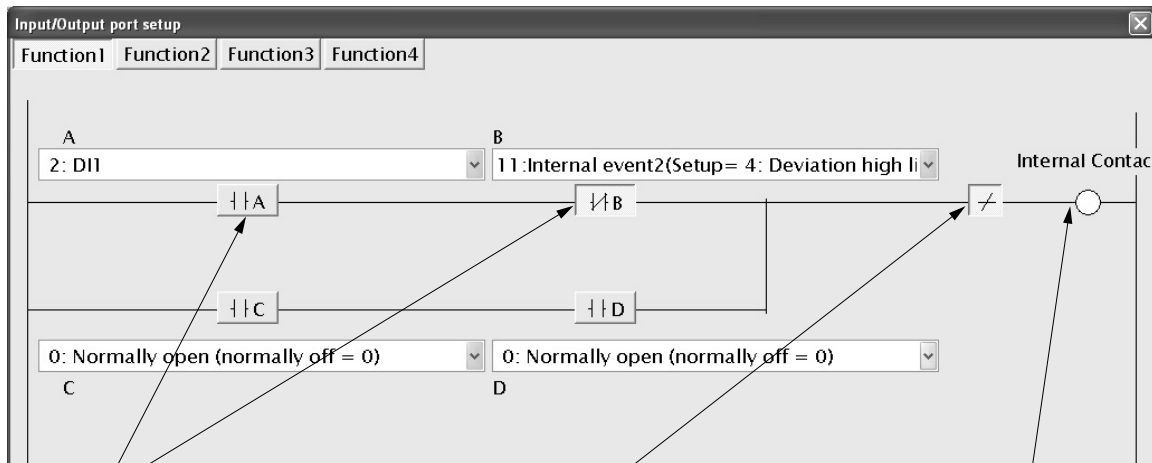 Input/Output port setup
Function1 Function2 Function3 Function4
A B
2: DI1 11:Internal event2(Setup= 4: Deviation high li
Internal Contac
A B
C D
0: Normally open (normally off = 0) 0: Normally open (normally off = 0)
C D